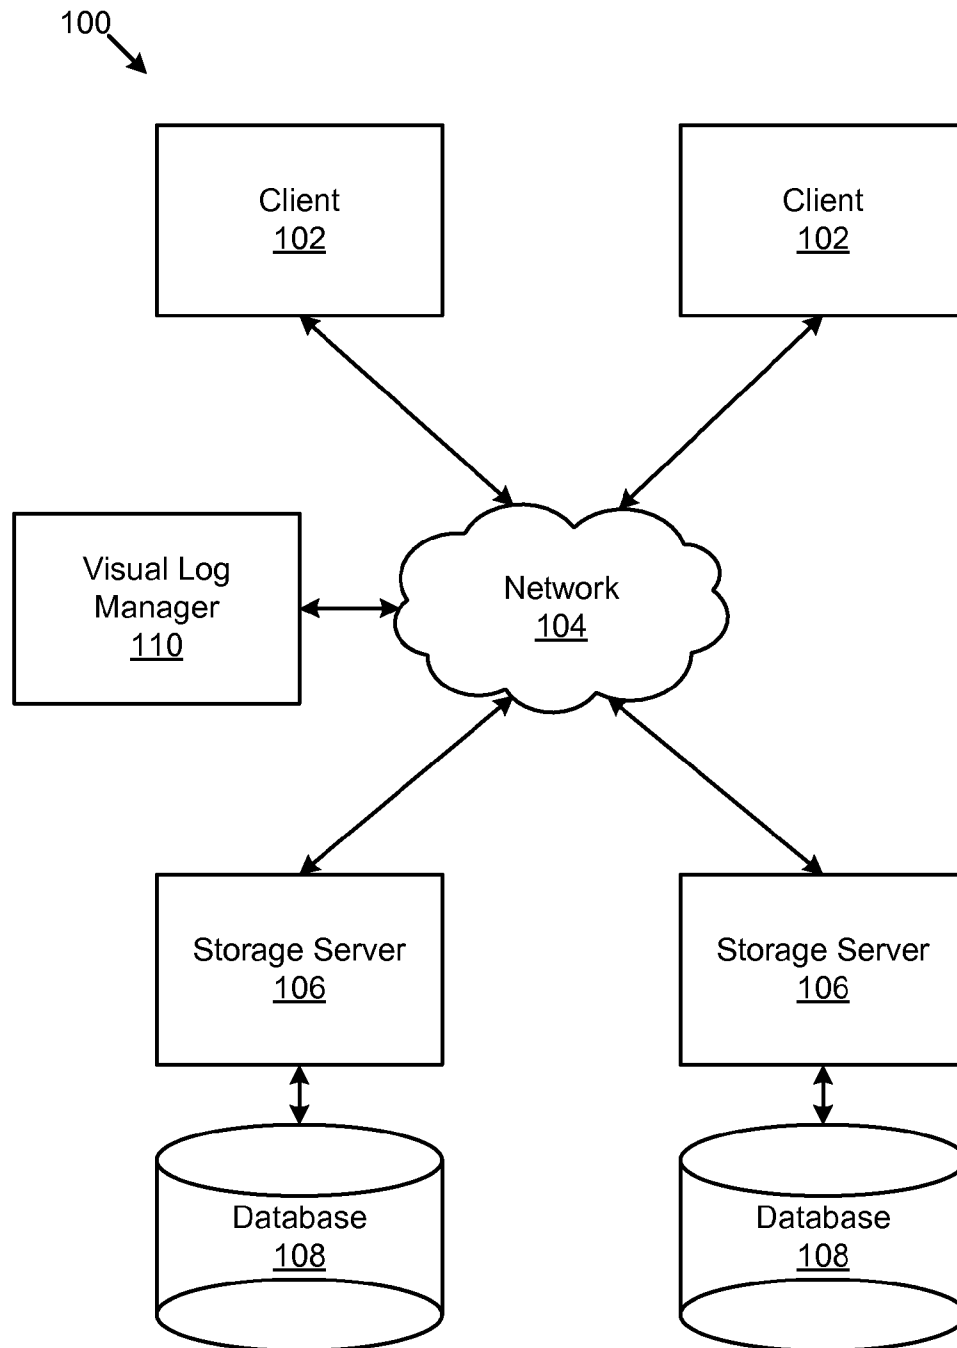 100
Client
102
Client
102
Visual Log
Manager
110
Network
104
Storage Server
106
Storage Server
106
Database
108
Database
108